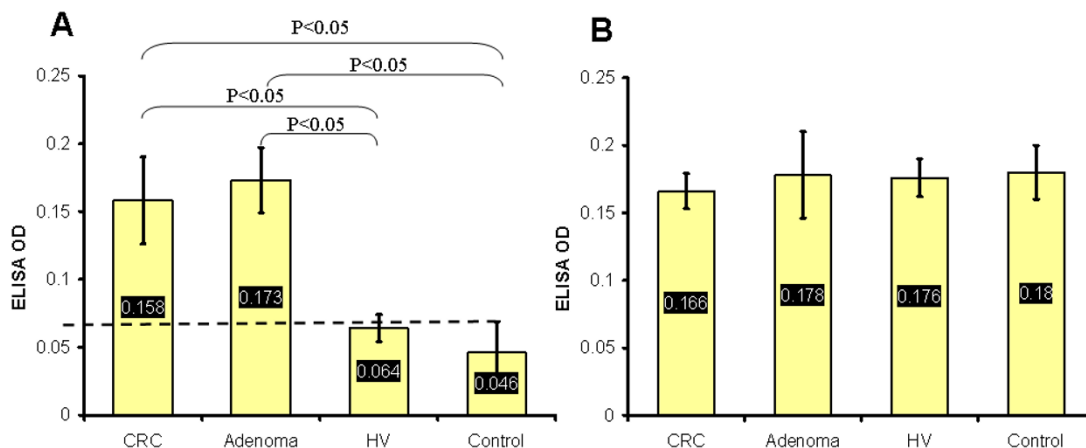 A
P<0.05
P<0.05
P<0.05
P<0.05
ELISA OD
0.25
0.2
0.15
0.1
0.05
0
0.158
0.173
0.064
0.046
CRC Adenoma HV Control
B
ELISA OD
0.25
0.2
0.15
0.1
0.05
0
0.166
0.178
0.176
0.18
CRC Adenoma HV Control